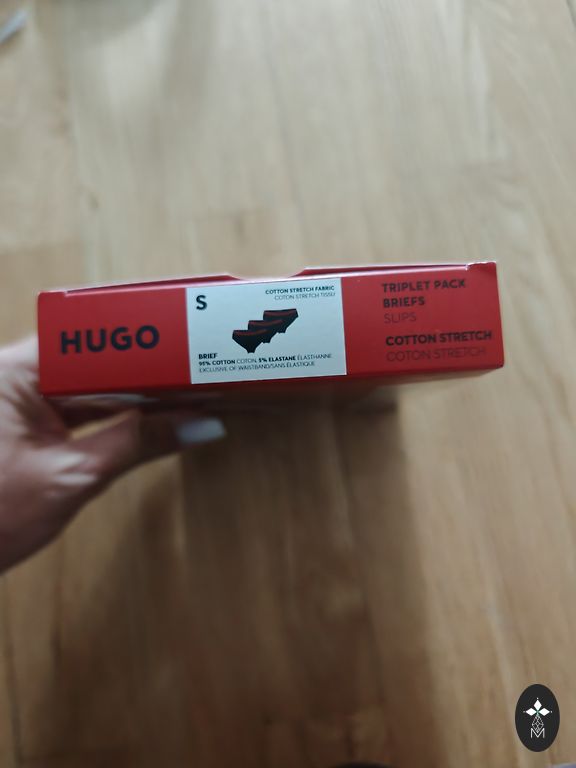 HUGO
S
COTTON STRETCH FABRIC
COTON STRETCH TISSU
BRIEF
95% COTTON COTON, 5% ELASTANE ÉLASTHANNE
EXCLUSIVE OF WAISTBAND/SANS ÉLASTIQUE
TRIPLET PACK
BRIEFS
SLIPS
COTTON STRETCH
COTON STRETCH
M